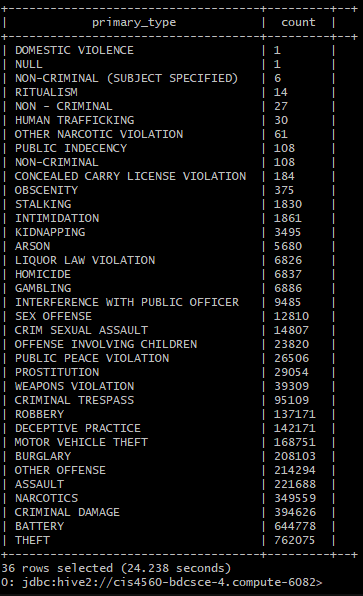 +-----------------------------------+---------+--+
| primary_type | count |
+-----------------------------------+---------+--+
| DOMESTIC VIOLENCE | 1 |
| NULL | 1 |
| NON-CRIMINAL (SUBJECT SPECIFIED) | 6 |
| RITUALISM | 14 |
| NON - CRIMINAL | 27 |
| HUMAN TRAFFICKING | 30 |
| OTHER NARCOTIC VIOLATION | 61 |
| PUBLIC INDECENCY | 108 |
| NON-CRIMINAL | 108 |
| CONCEALED CARRY LICENSE VIOLATION | 184 |
| OBSCENITY | 375 |
| STALKING | 1830 |
| INTIMIDATION | 1861 |
| KIDNAPPING | 3495 |
| ARSON | 5680 |
| LIQUOR LAW VIOLATION | 6826 |
| HOMICIDE | 6837 |
| GAMBLING | 6886 |
| INTERFERENCE WITH PUBLIC OFFICER | 9485 |
| SEX OFFENSE | 12810 |
| CRIM SEXUAL ASSAULT | 14807 |
| OFFENSE INVOLVING CHILDREN | 23820 |
| PUBLIC PEACE VIOLATION | 26506 |
| PROSTITUTION | 29054 |
| WEAPONS VIOLATION | 39309 |
| CRIMINAL TRESPASS | 95109 |
| ROBBERY | 137171 |
| DECEPTIVE PRACTICE | 142171 |
| MOTOR VEHICLE THEFT | 168751 |
| BURGLARY | 208103 |
| OTHER OFFENSE | 214294 |
| ASSAULT | 221688 |
| NARCOTICS | 349559 |
| CRIMINAL DAMAGE | 394626 |
| BATTERY | 644778 |
| THEFT | 762075 |
+-----------------------------------+---------+--+
36 rows selected (24.238 seconds)
0: jdbc:hive2://cis4560-bdcsce-4.compute-6082>